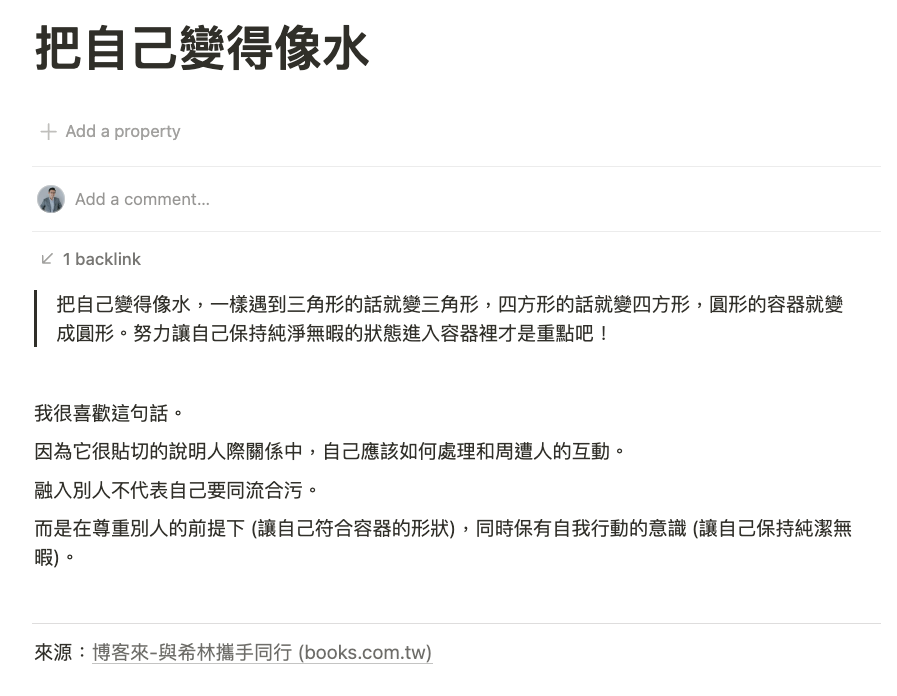 把自己變得像水
Add a property
Add a comment...
1 backlink
把自己變得像水，一樣遇到三角形的話就變三角形，四方形的話就變四方形，圓形的容器就變
成圓形。努力讓自己保持純淨無暇的狀態進入容器裡才是重點吧！
我很喜歡這句話。
因為它很貼切的說明人際關係中，自己應該如何處理和周遭人的互動。
融入別人不代表自己要同流合污。
而是在尊重別人的前提下 (讓自己符合容器的形狀)，同時保有自我行動的意識 (讓自己保持純潔無
暇)。
來源：博客來-與希林攜手同行 (books.com.tw)